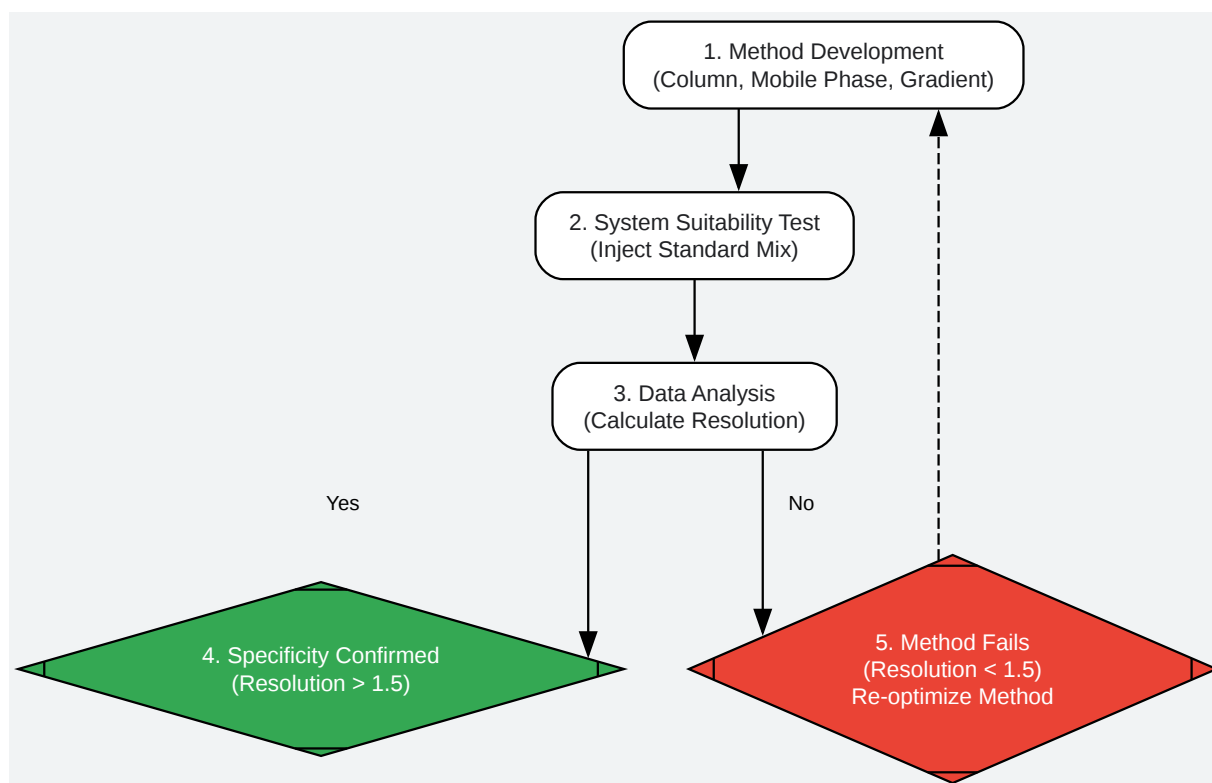 1. Method Development
(Column, Mobile Phase, Gradient)
2. System Suitability Test
(Inject Standard Mix)
3. Data Analysis
(Calculate Resolution)
Yes
No
4. Specificity Confirmed
(Resolution > 1.5)
5. Method Fails
(Resolution < 1.5)
Re-optimize Method